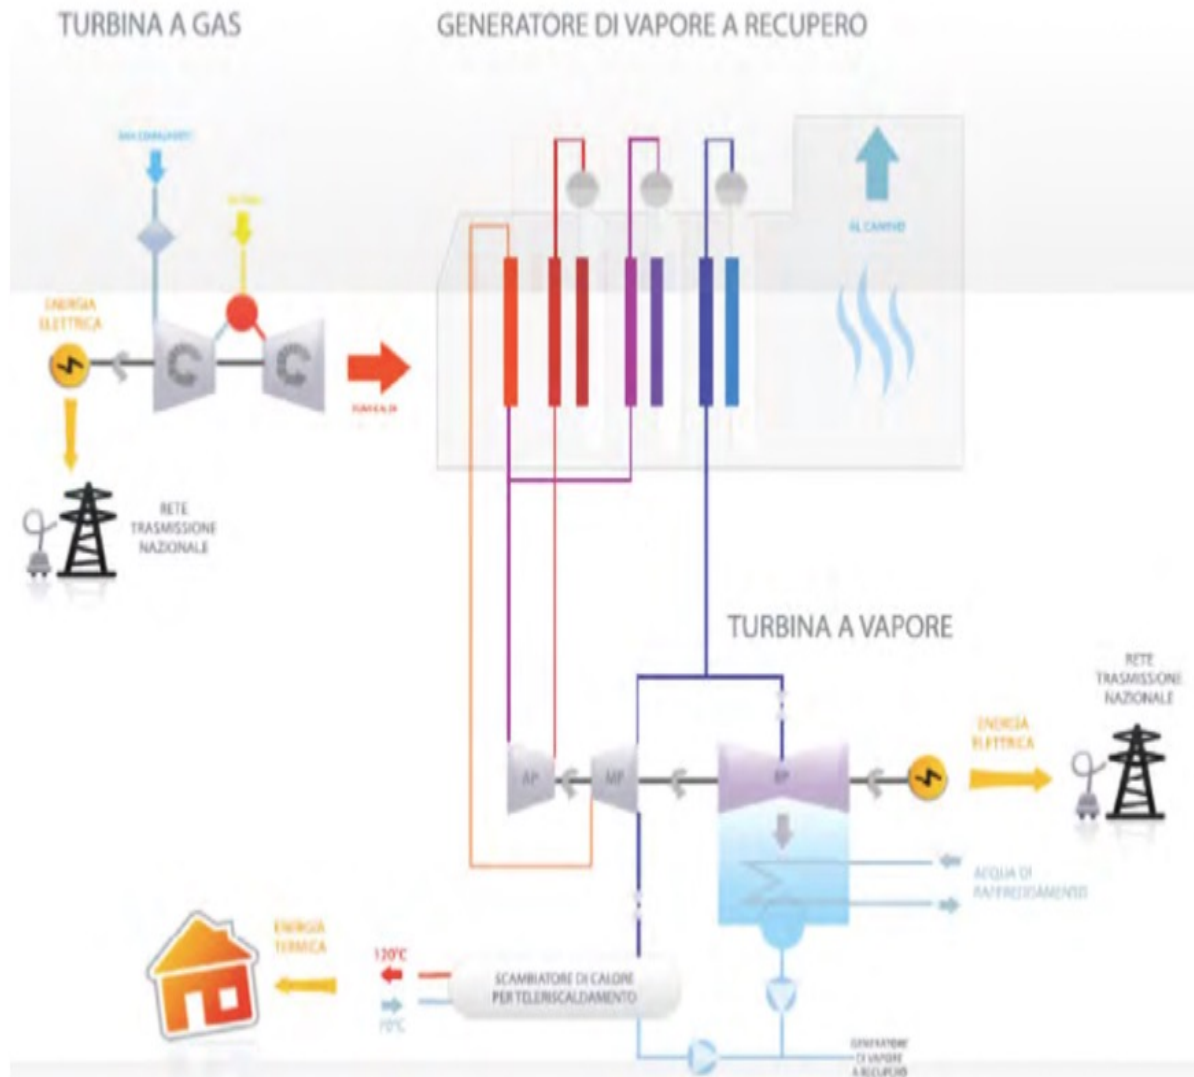 TURBINA A GAS
GENERATORE DI VAPORE A RECUPERO
AL CAMINO
ENERGIA
ELETTRICA
C
C
RETE
TRASMISSIONE
NAZIONALE
TURBINA A VAPORE
RETE
TRASMISSIONE
NAZIONALE
ENERGIA
ELETTRICA
AP
MP
BP
ACQUA DI
RAFFREDDAMENTO
ENERGIA
TERMICA
120°C
70°C
SCAMBIATORE DI CALORE
PER TELERISCALDAMENTO
GENERATORE
DI VAPORE
A RECUPERO